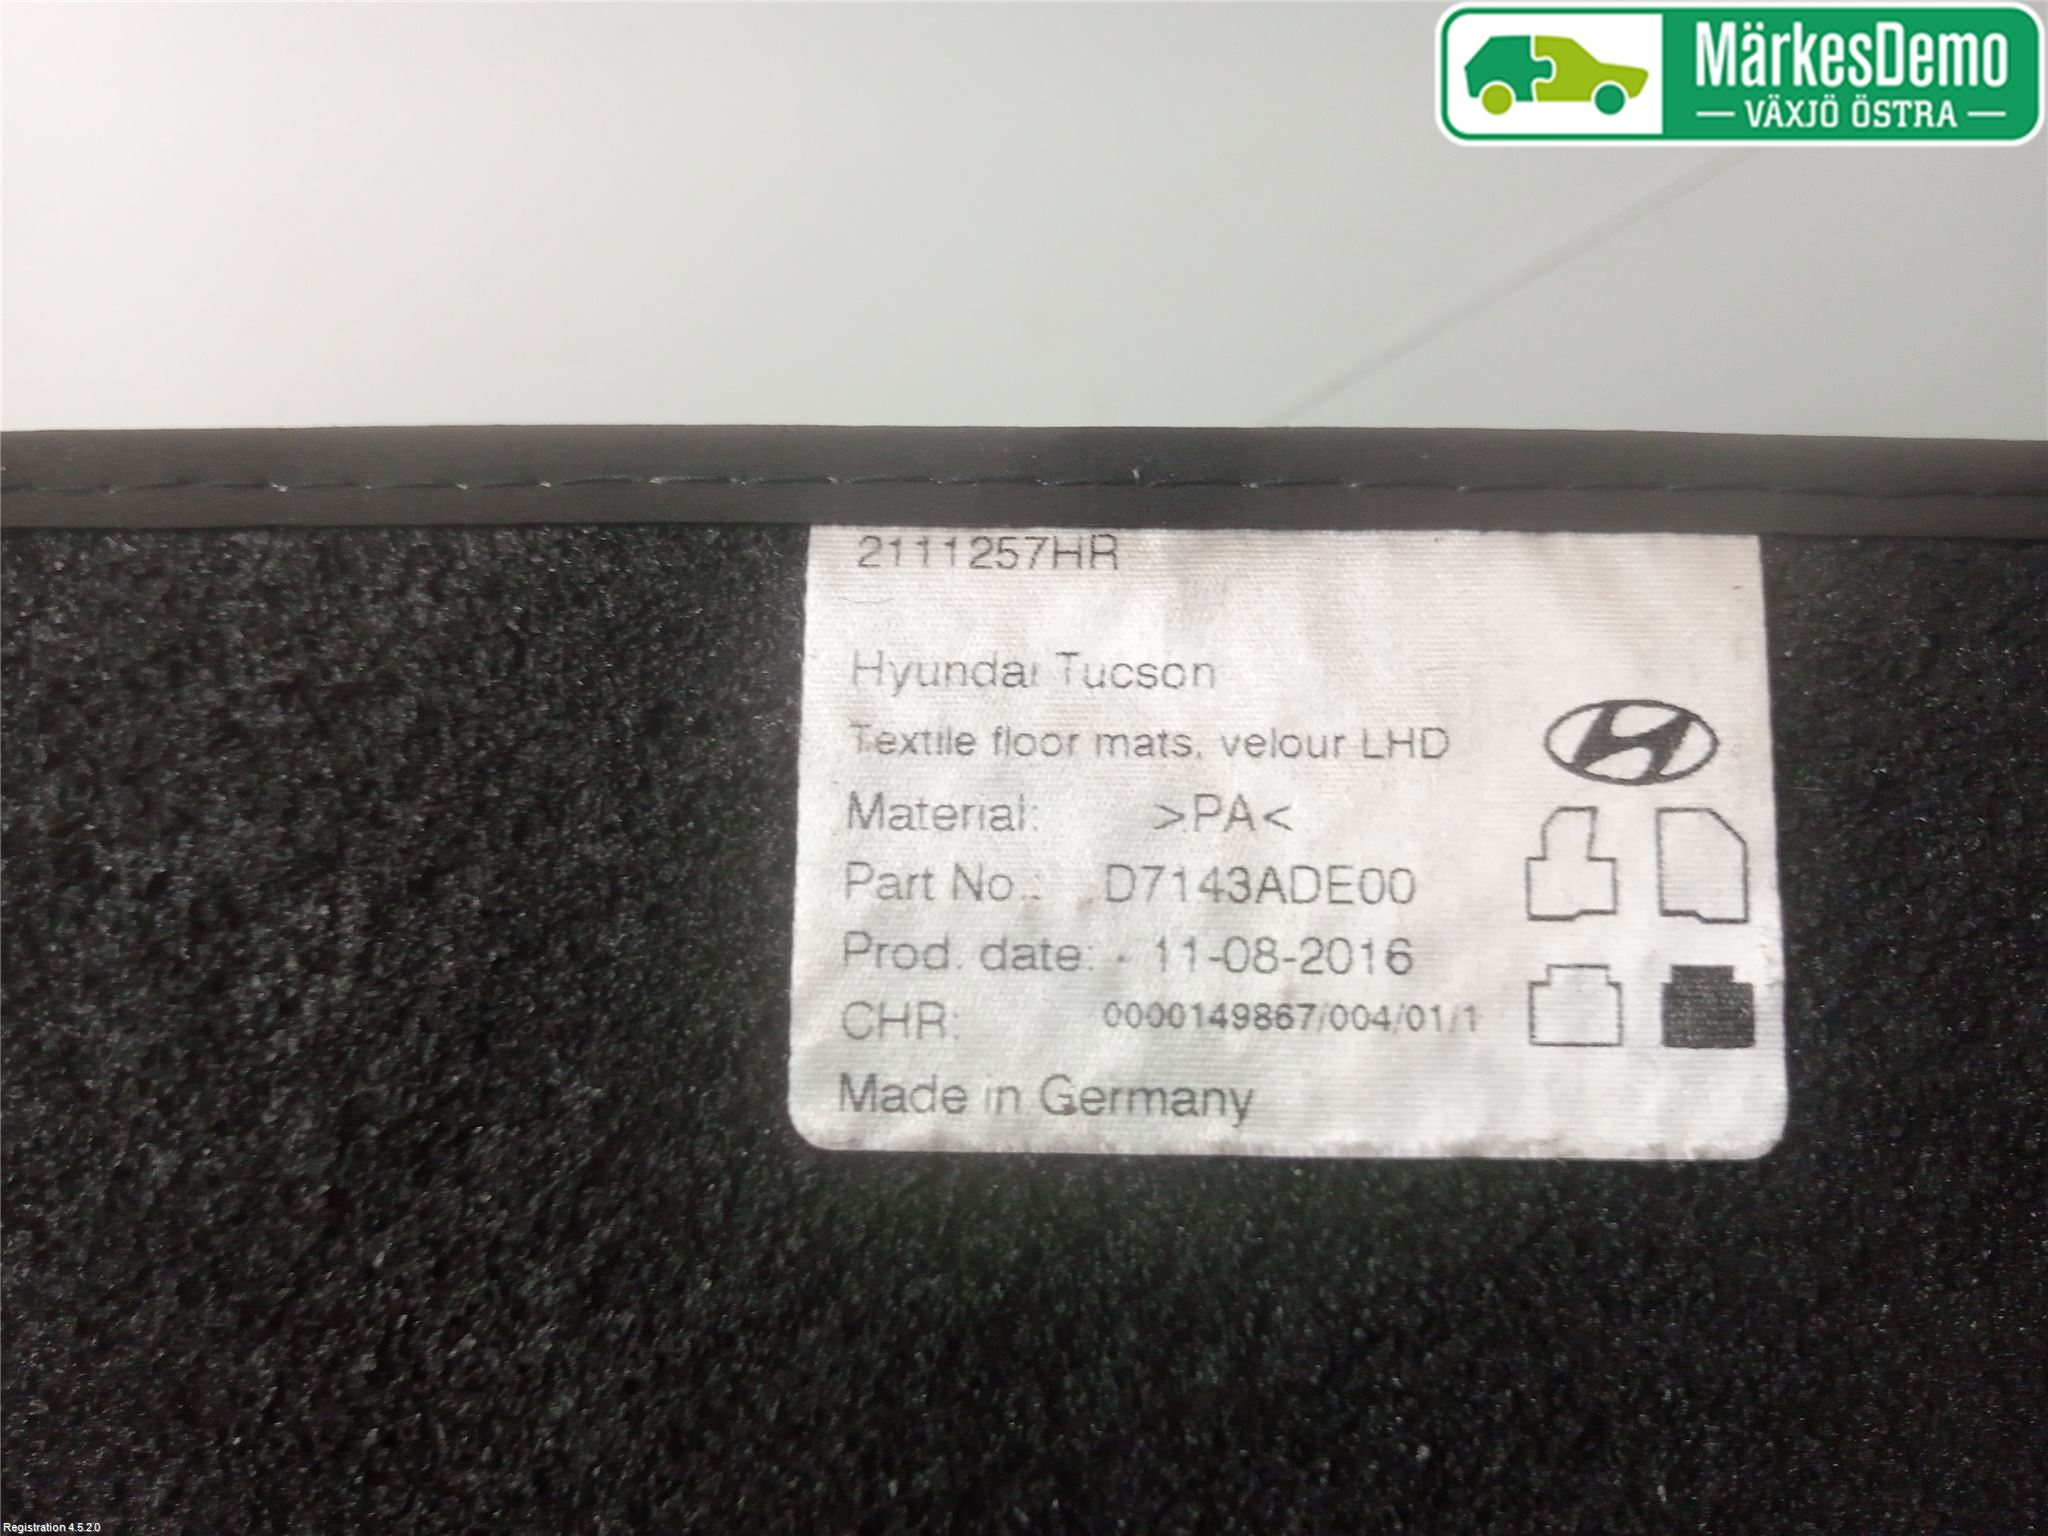 MärkesDemo
VÄXJÖ ÖSTRA
2111257HR
Hyundai Tucson
Textile floor mats, velour LHD
Material: >PA<
Part No.: D7143ADE00
Prod. date: 11-08-2016
CHR: 0000149867/004/01/1
Made in Germany
Registration 4.5.2.0